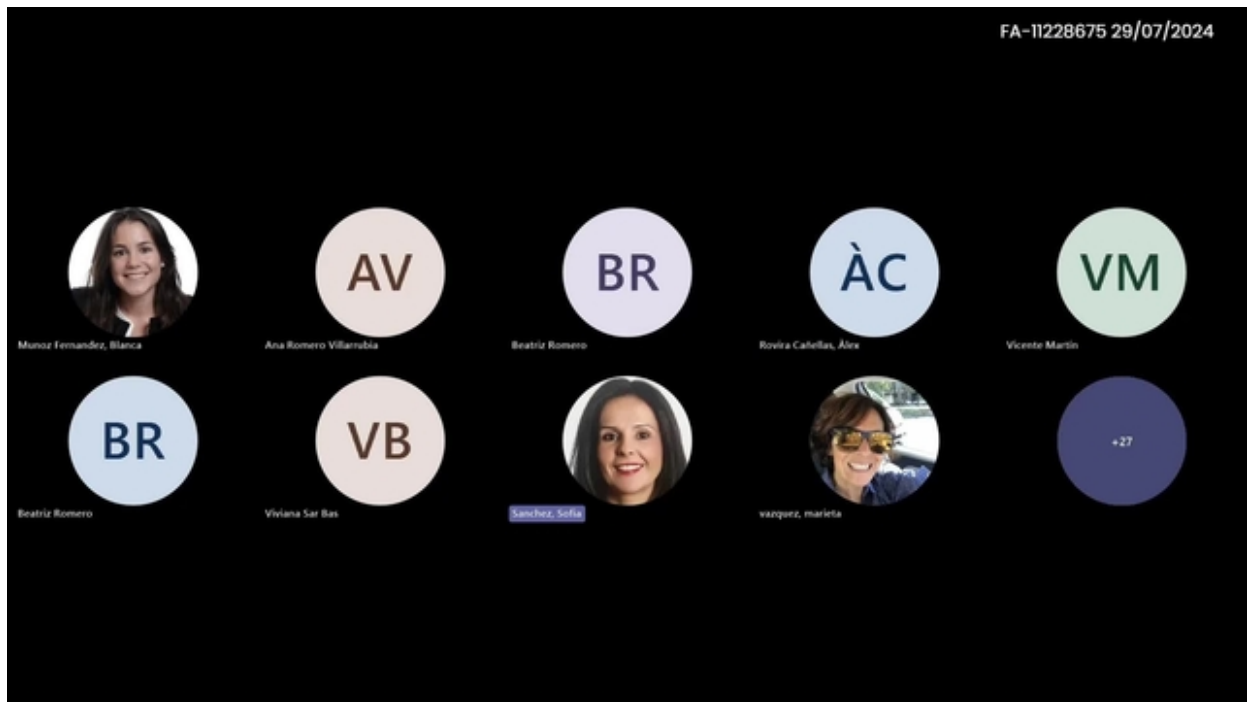 FA-11228675 29/07/2024
AV
BR
ÀC
VM
Munoz Fernandez, Blanca
Ana Romero Villarrubia
Beatriz Romero
Rovira Cañellas, Àlex
Vicente Martín
BR
VB
+27
Beatriz Romero
Viviana Sar Bas
Sanchez, Sofia
vazquez, marieta